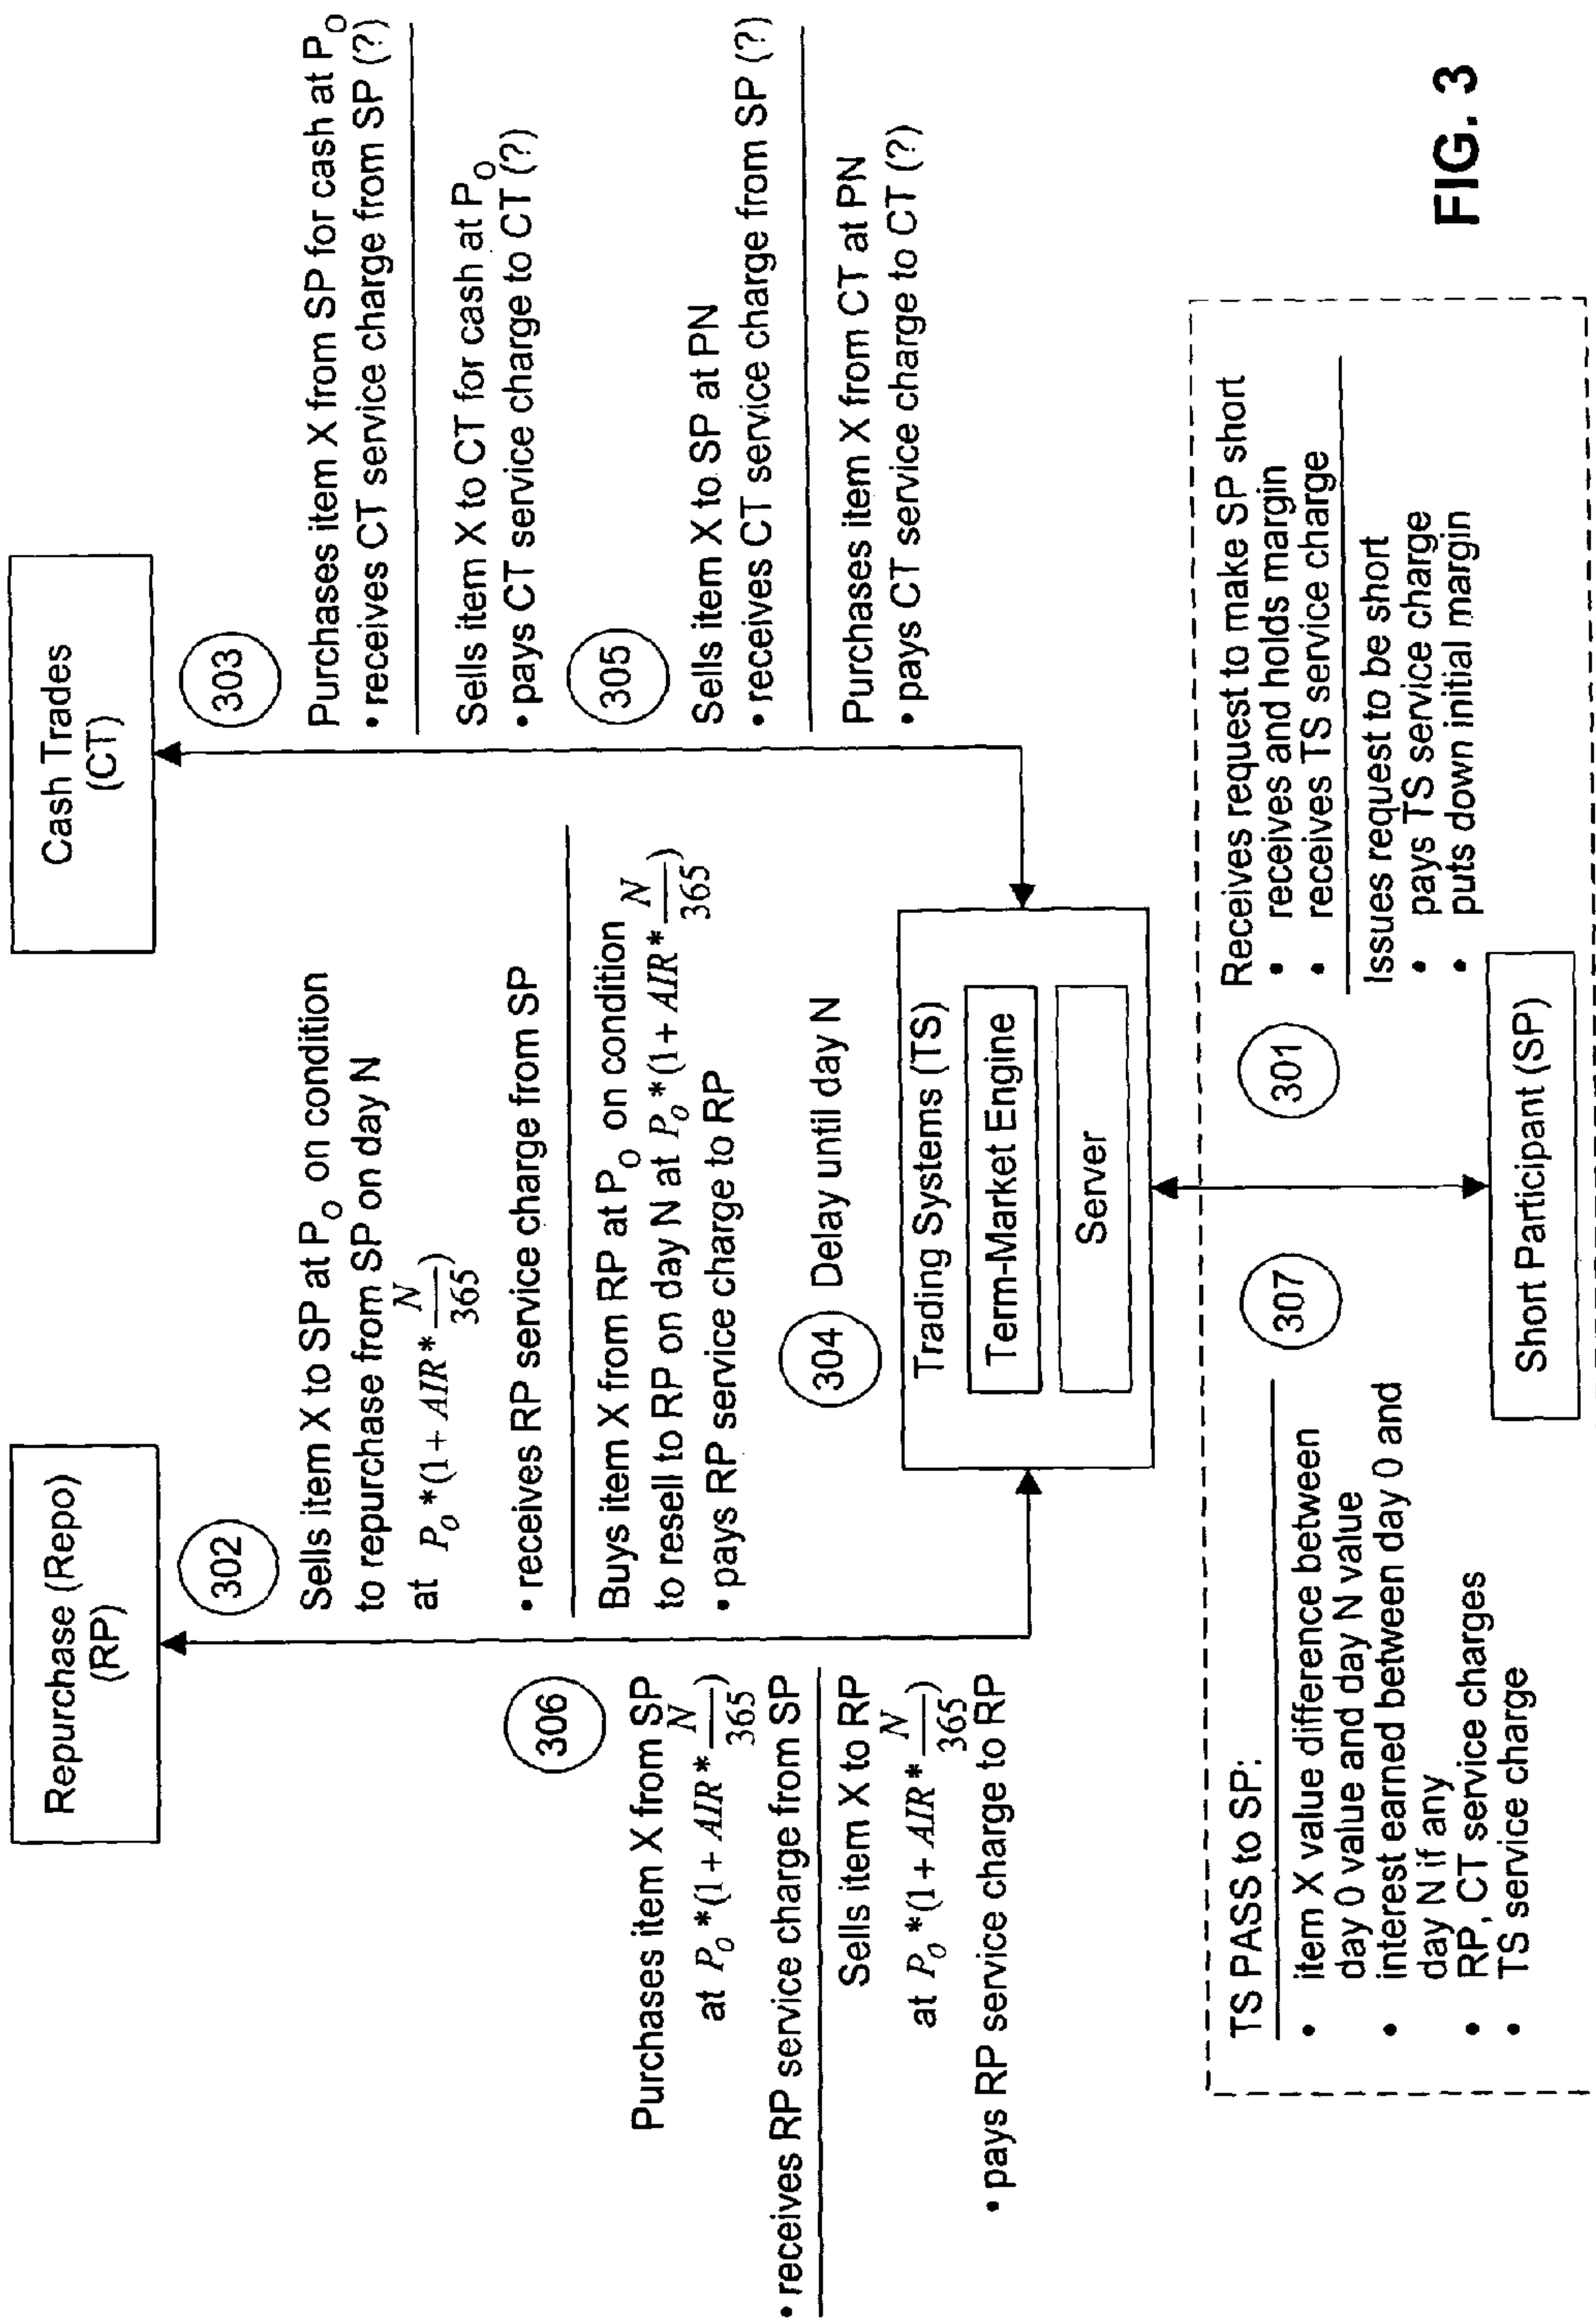 Repurchase (Repo)
(RP)
Cash Trades
(CT)
302
Sells item X to SP at P₀ on condition
to repurchase from SP on day N
at P₀ *(1+ AIR* N/365)
• receives RP service charge from SP
Buys item X from RP at P₀ on condition
to resell to RP on day N at P₀ *(1+ AIR* N/365)
• pays RP service charge to RP
303
Purchases item X from SP for cash at P₀
• receives CT service charge from SP (?)
Sells item X to CT for cash at P₀
• pays CT service charge to CT (?)
305
Sells item X to SP at PN
• receives CT service charge from SP (?)
Purchases item X from CT at PN
• pays CT service charge to CT (?)
306
Purchases item X from SP
at P₀ *(1+ AIR* N/365)
• receives RP service charge from SP
Sells item X to RP
at P₀ *(1+ AIR* N/365)
• pays RP service charge to RP
304 Delay until day N
Trading Systems (TS)
Term-Market Engine
Server
307
TS PASS to SP:
• item X value difference between
day 0 value and day N value
• interest earned between day 0 and
day N if any
• RP, CT service charges
• TS service charge
301
Receives request to make SP short
• receives and holds margin
• receives TS service charge
Issues request to be short
• pays TS service charge
• puts down initial margin
Short Participant (SP)
FIG. 3